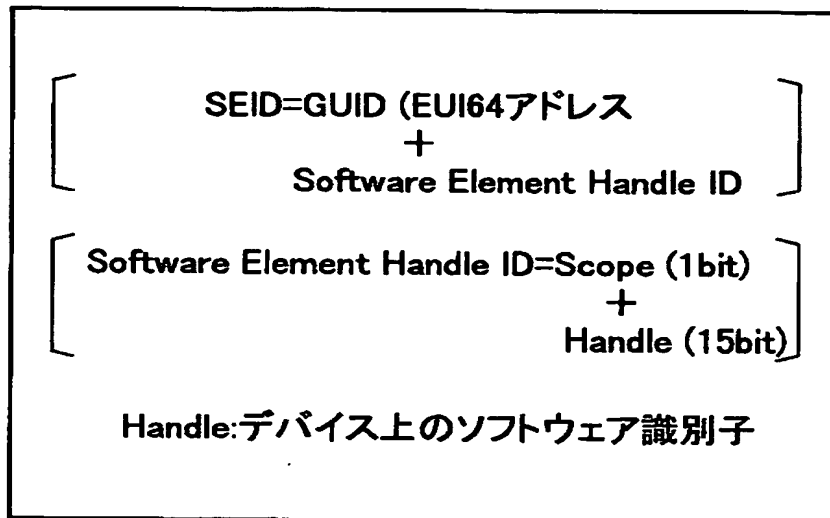 SEID=GUID (EUI64アドレス
+
Software Element Handle ID
Software Element Handle ID=Scope (1bit)
+
Handle (15bit)
Handle:デバイス上のソフトウェア識別子